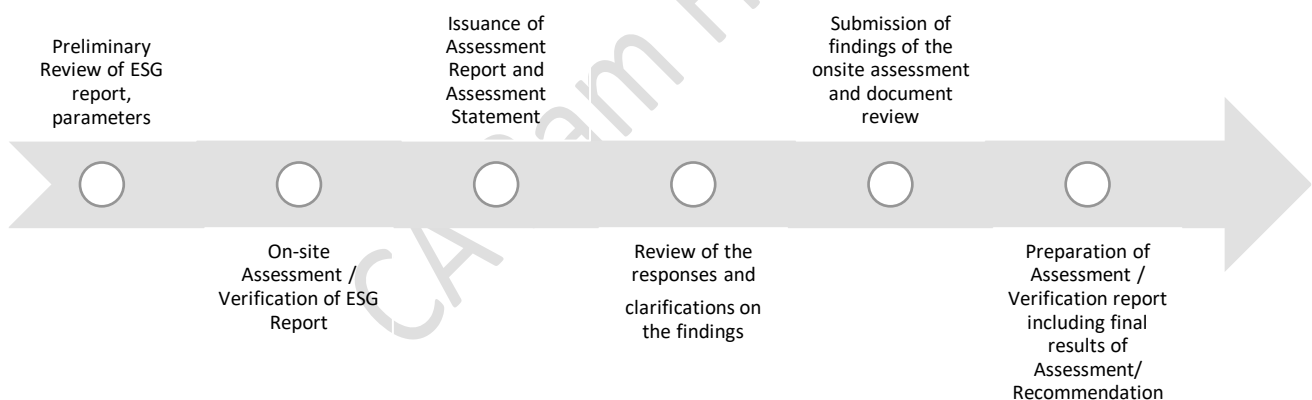 Preliminary
Review of ESG
report,
parameters
On-site
Assessment /
Verification of ESG
Report
Issuance of
Assessment
Report and
Assessment
Statement
Review of the
responses and
clarifications on
the findings
Submission of
findings of the
onsite assessment
and document
review
Preparation of
Assessment /
Verification report
including final
results of
Assessment/
Recommendation
CA
am